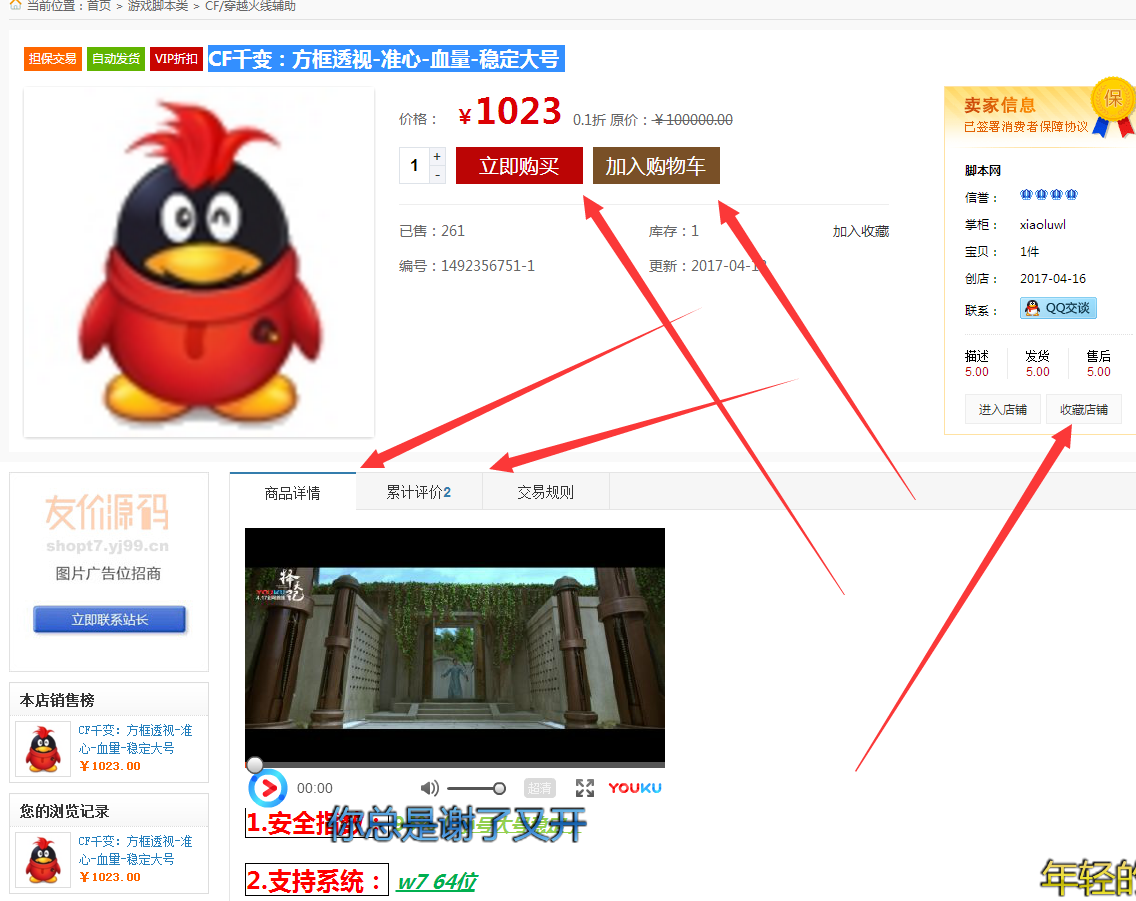 当前位置：首页 > 游戏脚本类 > CF/穿越火线辅助
担保交易 自动发货 VIP折扣 CF千变：方框透视-准心-血量-稳定大号
价格： ￥1023 0.1折 原价：￥100000.00
1 + -
立即购买 加入购物车
已售：261 库存：1 加入收藏
编号：1492356751-1 更新：2017-04-1
卖家信息
保
已签署消费者保障协议
脚本网
信誉：
掌柜： xiaoluwl
宝贝： 1件
创店： 2017-04-16
联系： QQ交谈
描述 发货 售后
5.00 5.00 5.00
进入店铺 收藏店铺
友价源码
shopt7.yj99.cn
图片广告位招商
立即联系站长
本店销售榜
CF千变：方框透视-准
心-血量-稳定大号
￥1023.00
您的浏览记录
CF千变：方框透视-准
心-血量-稳定大号
￥1023.00
商品详情 累计评价2 交易规则
择天记
YOUKU
00:00 超清 YOUKU
1.安全指数：
你总是谢了又开
2.支持系统： w7 64位
年轻的